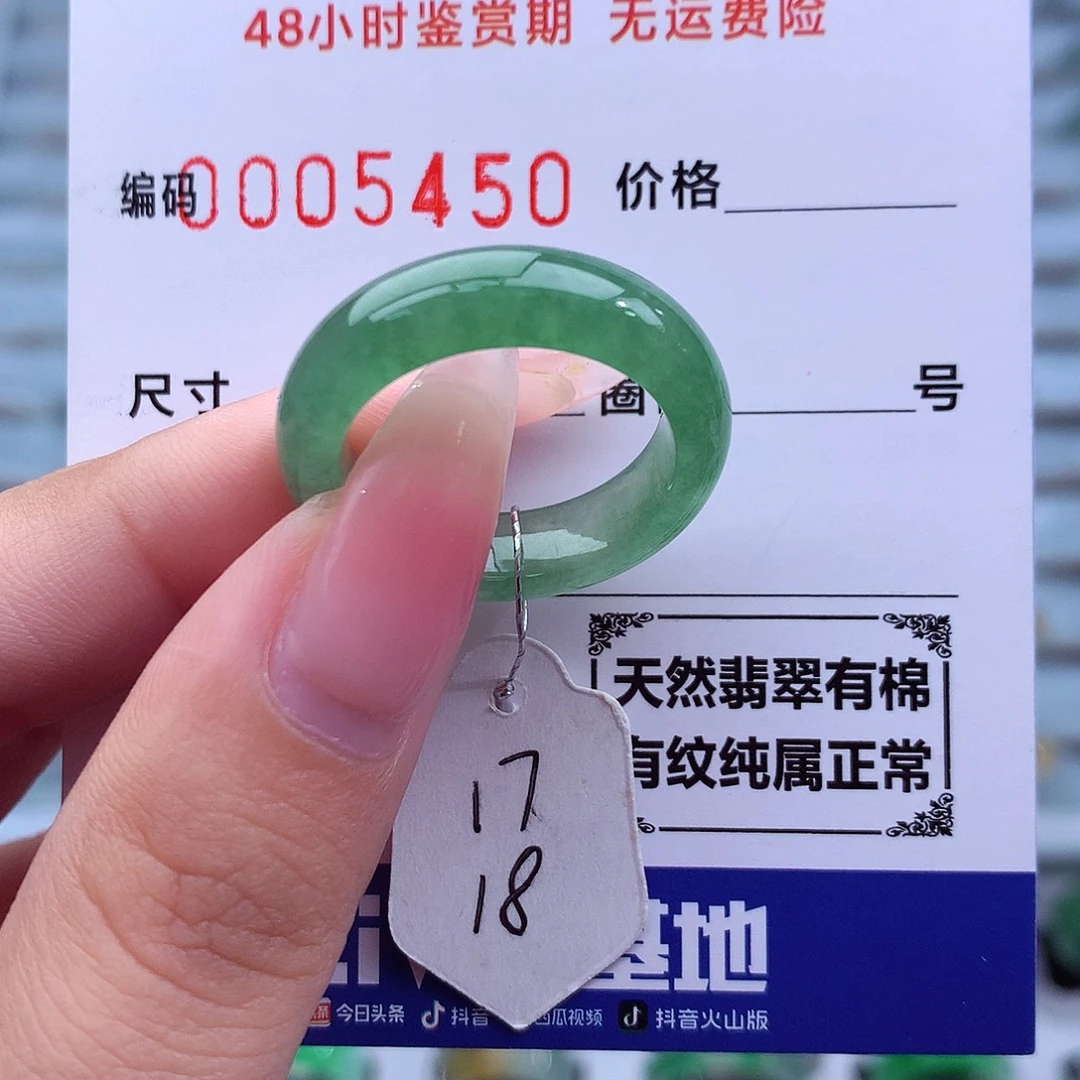 48小时鉴赏期 无运费险
编码0005450 价格
尺寸 圈 号
天然翡翠有棉
有纹纯属正常
17
18
基地
今日头条 抖音 西瓜视频 抖音火山版